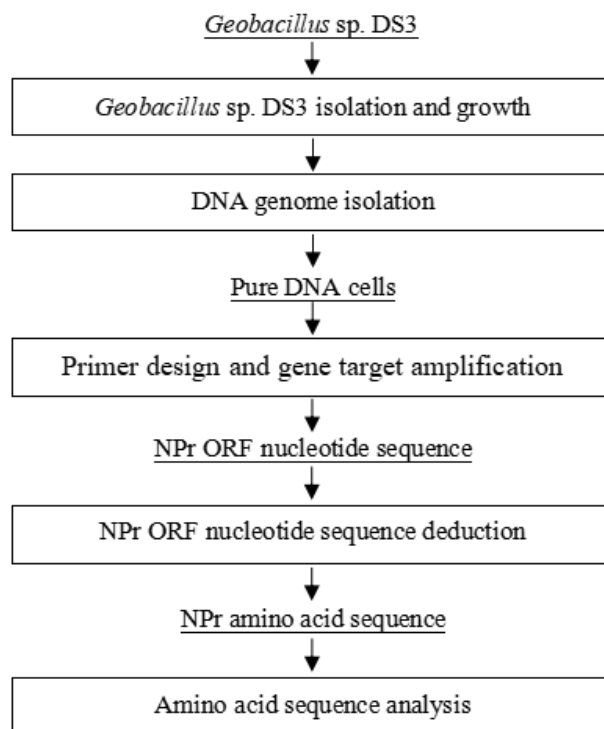 Geobacillus sp. DS3
Geobacillus sp. DS3 isolation and growth
DNA genome isolation
Pure DNA cells
Primer design and gene target amplification
NPr ORF nucleotide sequence
NPr ORF nucleotide sequence deduction
NPr amino acid sequence
Amino acid sequence analysis